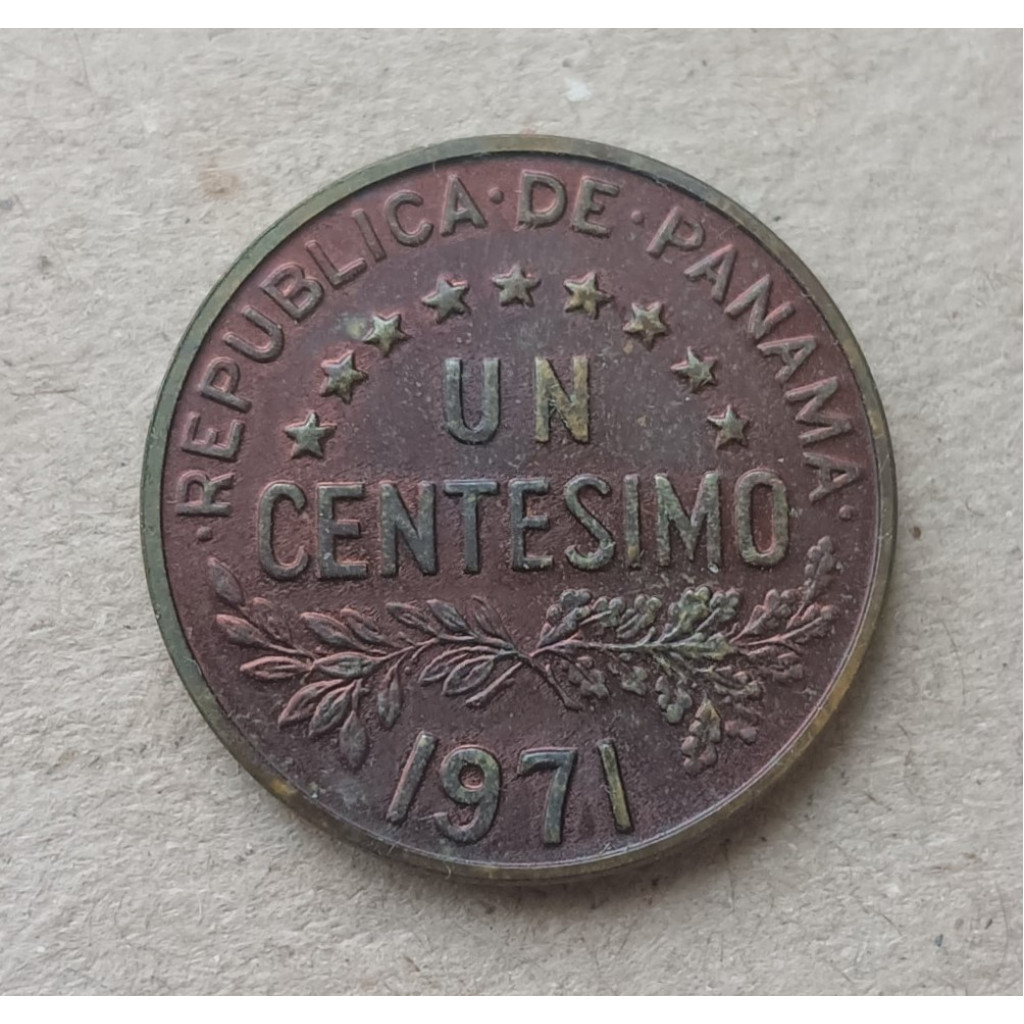 ·REPUBLICA·DE·PANAMA·
UN
CENTESIMO
1971